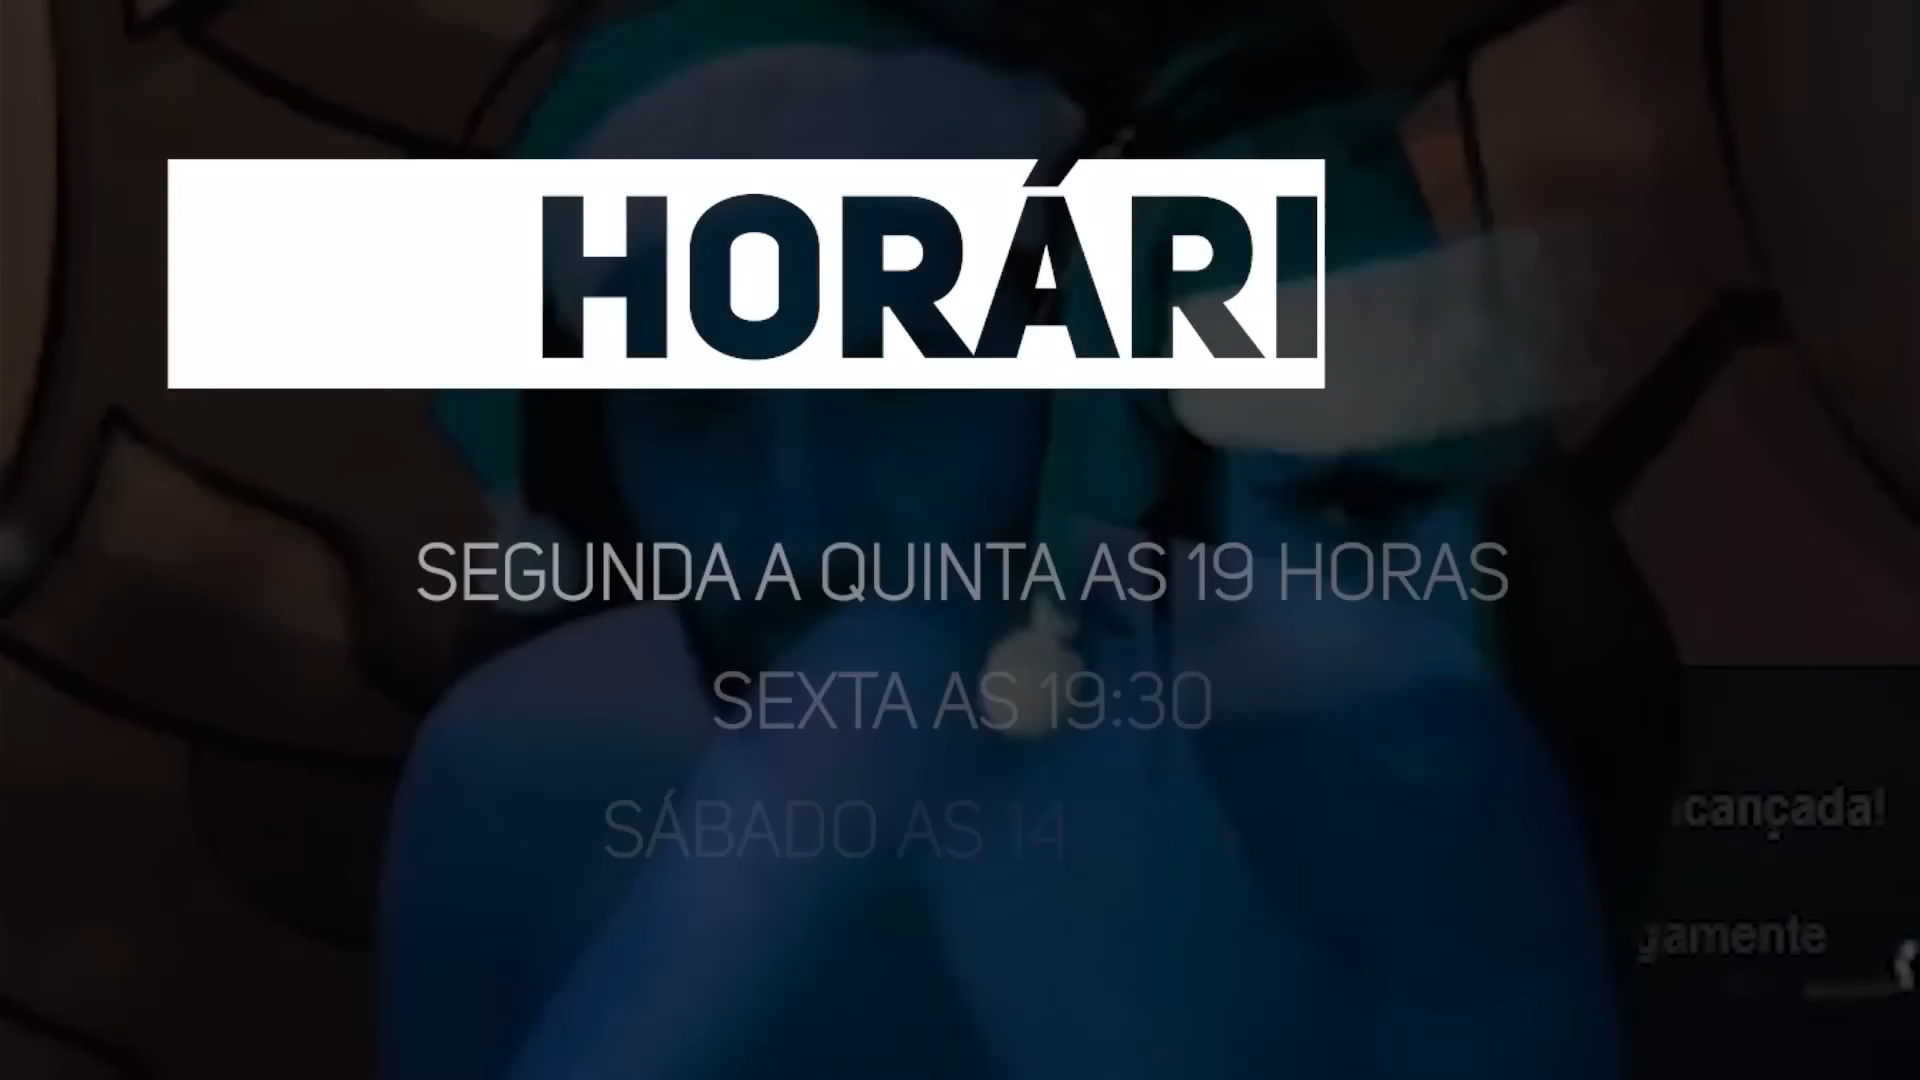 HORÁRI
SEGUNDA A QUINTA AS 19 HORAS
SEXTA AS 19:30
SÁBADO AS 14
cançada!
gamente